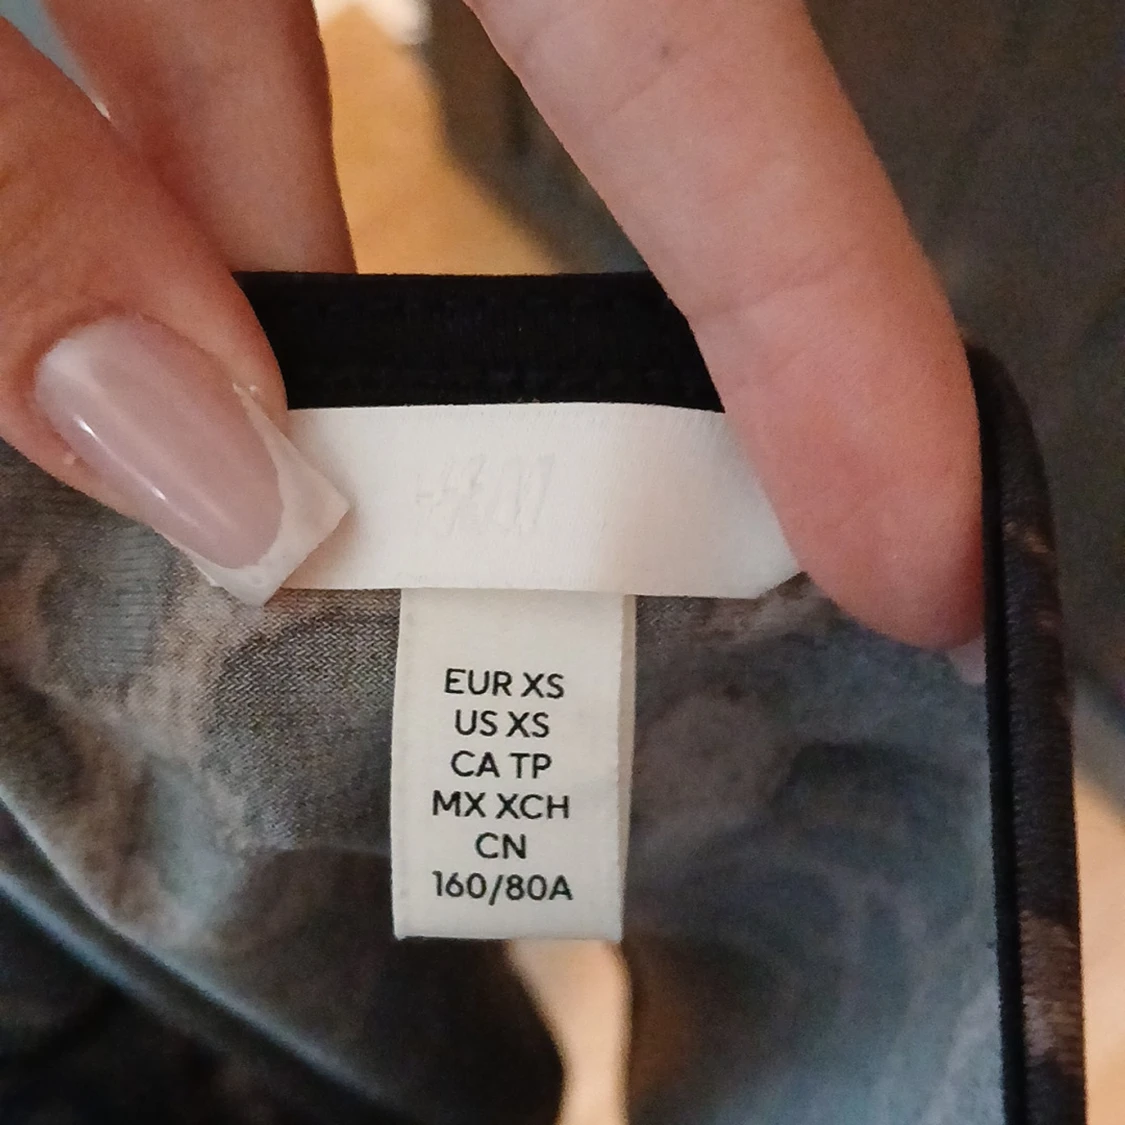 EUR XS
US XS
CA TP
MX XCH
CN
160/80A